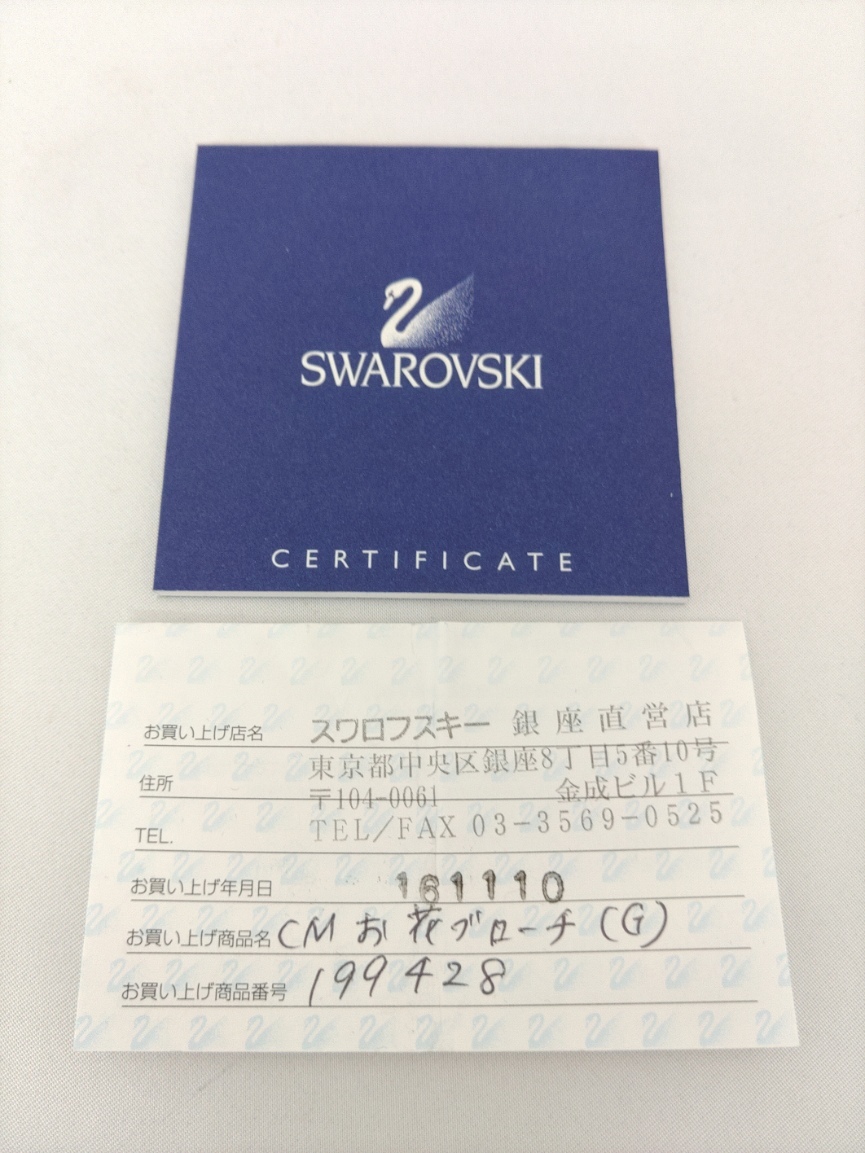 SWAROVSKI
CERTIFICATE
お買い上げ店名 スワロフスキー 銀座直営店
住所 東京都中央区銀座8丁目5番10号
〒104-0061 金成ビル1F
TEL. TEL/FAX 03-3569-0525
お買い上げ年月日 161110
お買い上げ商品名 CMお花ブローチ(G)
お買い上げ商品番号 199428